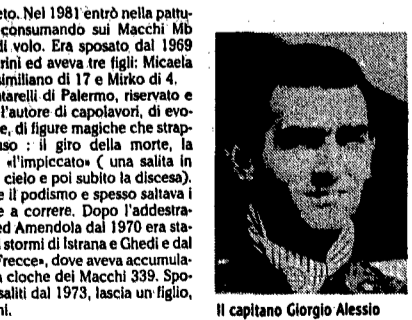 eto. Nel 1981 entrò nella pattu-
consumando sui Macchi Mb
di volo. Era sposato dal 1969
rini ed aveva tre figli: Micaela
similiano di 17 e Mirko di 4.
ntarelli di Palermo, riservato e
l'autore di capolavori, di evo-
e, di figure magiche che strap-
uso : il giro della morte, la
«l'impiccato» ( una salita in
cielo e poi subito la discesa).
e il podismo e spesso saltava i
e a correre. Dopo l'addestra-
ed Amendola dal 1970 era sta-
stormi di Istrana e Ghedi e dal
Frecce», dove aveva accumula-
a cloche dei Macchi 339. Spo-
saliti dal 1973, lascia un figlio,
ni.
Il capitano Giorgio Alessio